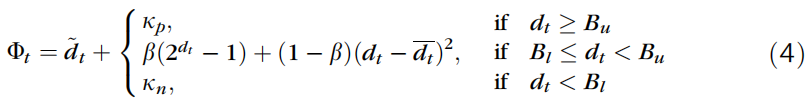 Φ_t = d̃_t + { κ_p, if d_t ≥ B_u
β(2^{d_t} − 1) + (1 − β)(d_t − \overline{d_t})², if B_l ≤ d_t < B_u (4)
κ_n, if d_t < B_l